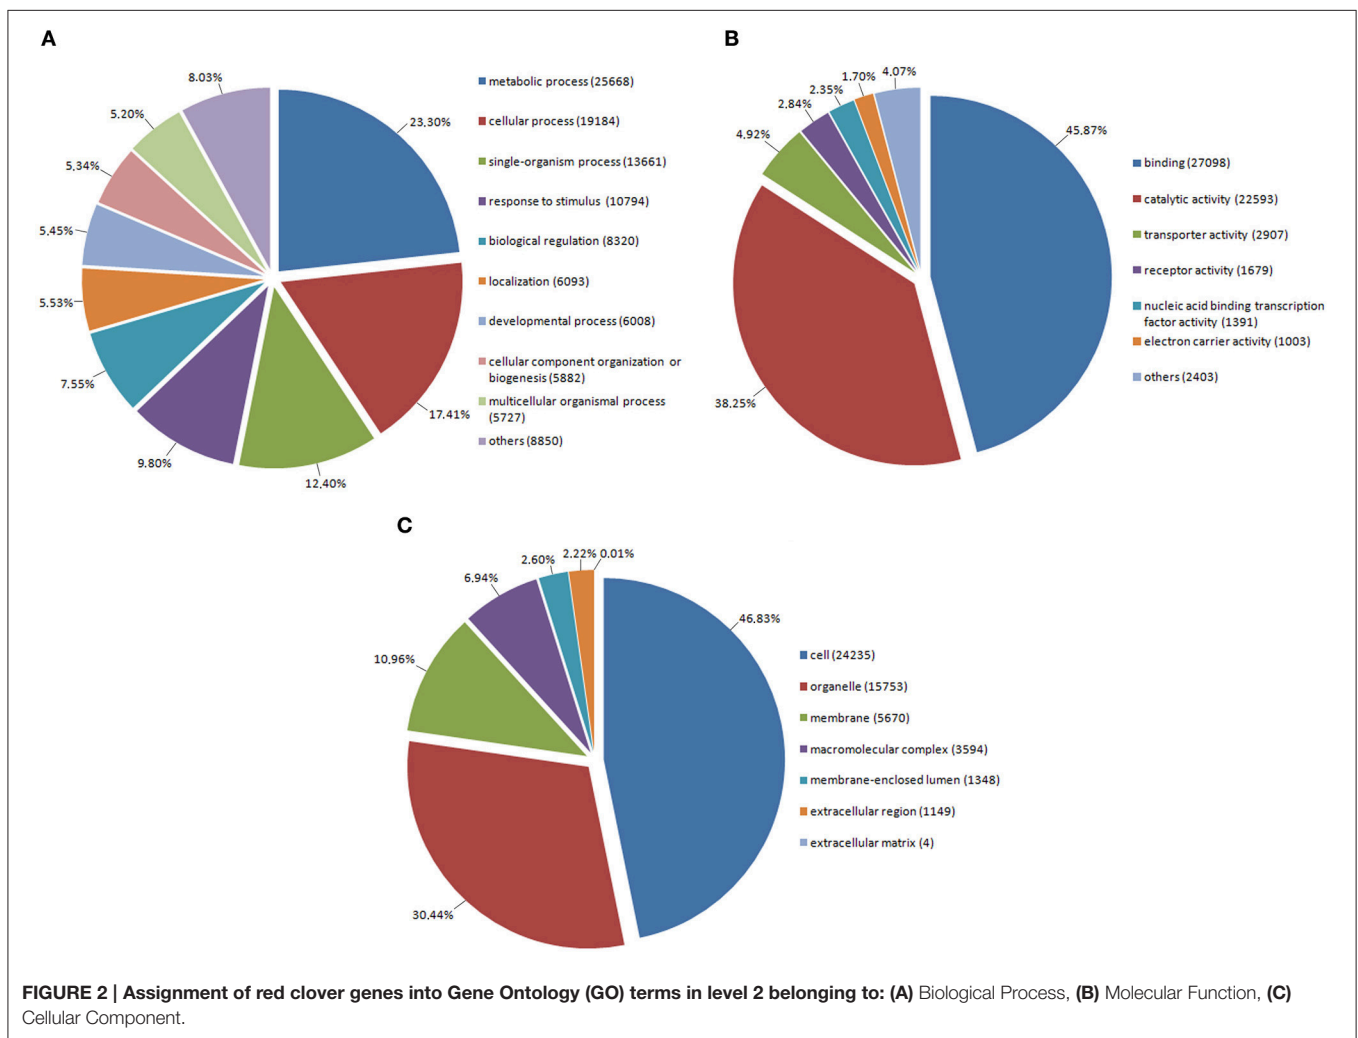 A
8.03%
5.20%
5,34%
5,45%
5,53%
7.55%
9.80%
12,40%
17.41%
23,30%
metabolic process (25668)
cellular process (19184)
single-organism process (13661)
response to stimulus (10794)
biological regulation (8320)
localization (6093)
developmental process (6008)
cellular component organization or
biogenesis (5882)
multicellular organismal process
(5727)
others (8850)
B
4.07%
1.70%
2.35%
2.84%
4.92%
38.25%
45.87%
binding (27098)
catalytic activity (22593)
transporter activity (2907)
receptor activity (1679)
nucleic acid binding transcription
factor activity (1391)
electron carrier activity (1003)
others (2403)
C
2.22% 0.01%
2.60%
6.94%
10,96%
30.44%
46,83%
cell (24235)
organelle (15753)
membrane (5670)
macromolecular complex (3594)
membrane-enclosed lumen (1348)
extracellular region (1149)
extracellular matrix (4)
FIGURE 2 | Assignment of red clover genes into Gene Ontology (GO) terms in level 2 belonging to: (A) Biological Process, (B) Molecular Function, (C)
Cellular Component.